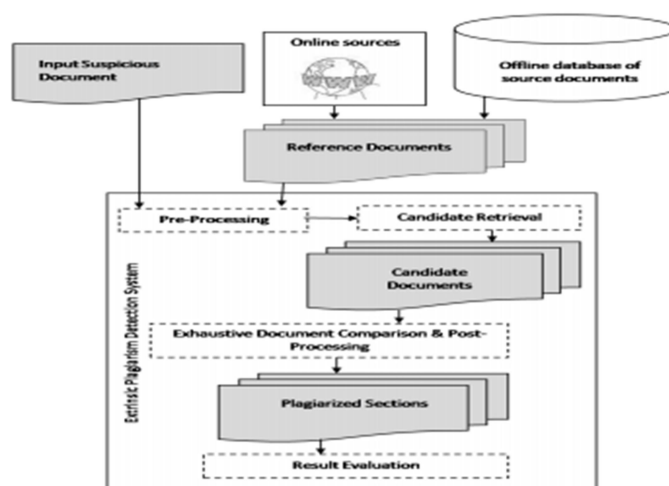 Input Suspicious
Document
Online sources
WWW
Offline database of
source documents
Reference Documents
Extrinsic Plagiarism Detection System
Pre-Processing
Candidate Retrieval
Candidate
Documents
Exhaustive Document Comparison & Post-
Processing
Plagiarized Sections
Result Evaluation